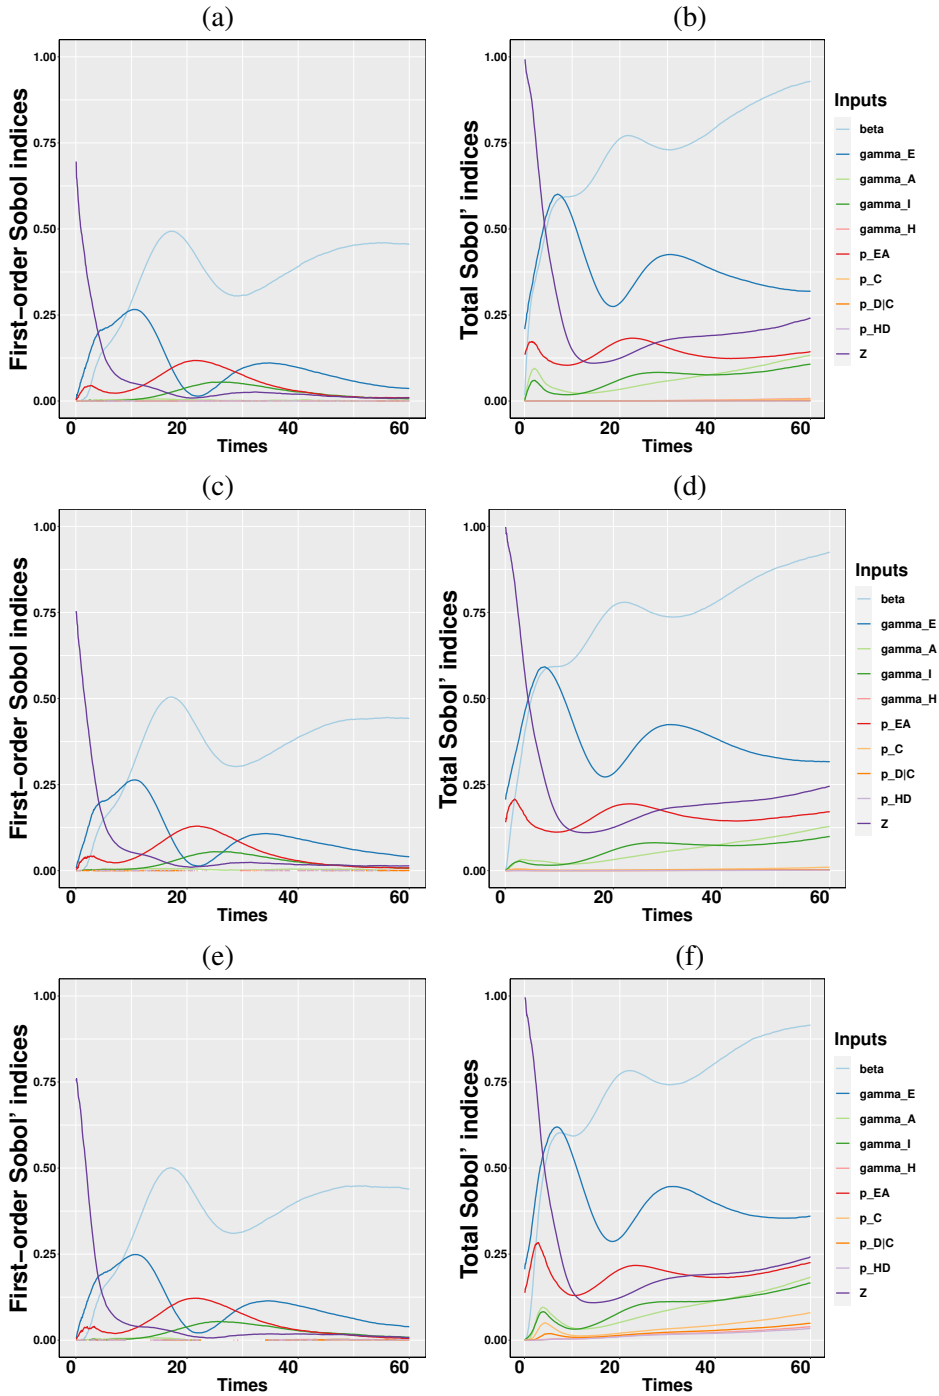 (a)
First−order Sobol indices
1.00
0.75
0.50
0.25
0.00
0
20
40
60
Times
(b)
Total Sobol' indices
1.00
0.75
0.50
0.25
0.00
0
20
40
60
Times
Inputs
beta
gamma_E
gamma_A
gamma_I
gamma_H
p_EA
p_C
p_D|C
p_HD
Z
(c)
First−order Sobol indices
1.00
0.75
0.50
0.25
0.00
0
20
40
60
Times
(d)
Total Sobol' indices
1.00
0.75
0.50
0.25
0.00
0
20
40
60
Times
Inputs
beta
gamma_E
gamma_A
gamma_I
gamma_H
p_EA
p_C
p_D|C
p_HD
Z
(e)
First−order Sobol' indices
1.00
0.75
0.50
0.25
0.00
0
20
40
60
Times
(f)
Total Sobol' indices
1.00
0.75
0.50
0.25
0.00
0
20
40
60
Times
Inputs
beta
gamma_E
gamma_A
gamma_I
gamma_H
p_EA
p_C
p_D|C
p_HD
Z